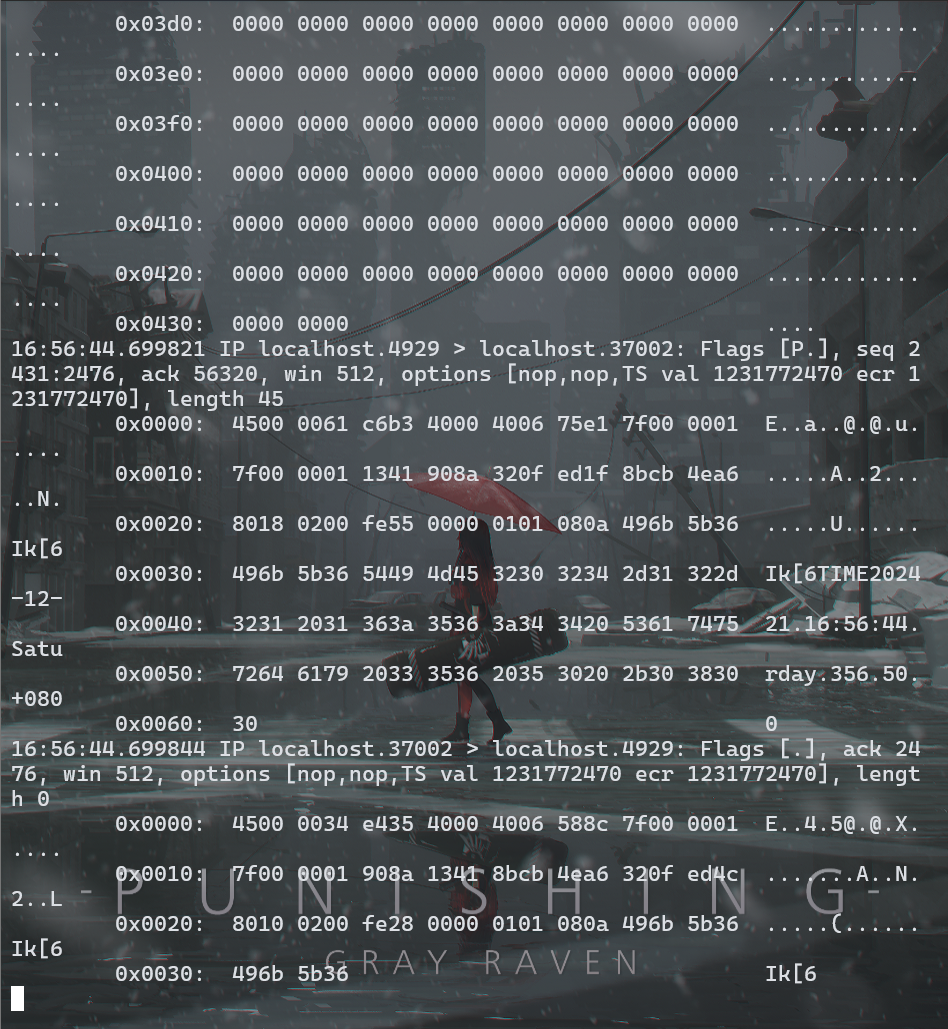 0x03d0:  0000 0000 0000 0000 0000 0000 0000 0000  ............
....
0x03e0:  0000 0000 0000 0000 0000 0000 0000 0000  ............
....
0x03f0:  0000 0000 0000 0000 0000 0000 0000 0000  ............
....
0x0400:  0000 0000 0000 0000 0000 0000 0000 0000  ............
....
0x0410:  0000 0000 0000 0000 0000 0000 0000 0000  ............
....
0x0420:  0000 0000 0000 0000 0000 0000 0000 0000  ............
....
0x0430:  0000 0000                                ....
16:56:44.699821 IP localhost.4929 > localhost.37002: Flags [P.], seq 2
431:2476, ack 56320, win 512, options [nop,nop,TS val 1231772470 ecr 1
231772470], length 45
0x0000:  4500 0061 c6b3 4000 4006 75e1 7f00 0001  E..a..@.@.u.
....
0x0010:  7f00 0001 1341 908a 320f ed1f 8bcb 4ea6  .....A..2...
..N.
0x0020:  8018 0200 fe55 0000 0101 080a 496b 5b36  .....U......
Ik[6
0x0030:  496b 5b36 5449 4d45 3230 3234 2d31 322d  Ik[6TIME2024
-12-
0x0040:  3231 2031 363a 3536 3a34 3420 5361 7475  21.16:56:44.
Satu
0x0050:  7264 6179 2033 3536 2035 3020 2b30 3830  rday.356.50.
+080
0x0060:  30                                       0
16:56:44.699844 IP localhost.37002 > localhost.4929: Flags [.], ack 24
76, win 512, options [nop,nop,TS val 1231772470 ecr 1231772470], lengt
h 0
0x0000:  4500 0034 e435 4000 4006 588c 7f00 0001  E..4.5@.@.X.
....
0x0010:  7f00 0001 908a 1341 8bcb 4ea6 320f ed4c  .......A..N.
2..L
-PUNISHING-
0x0020:  8010 0200 fe28 0000 0101 080a 496b 5b36  .....(......
Ik[6
GRAY RAVEN
0x0030:  496b 5b36                                Ik[6